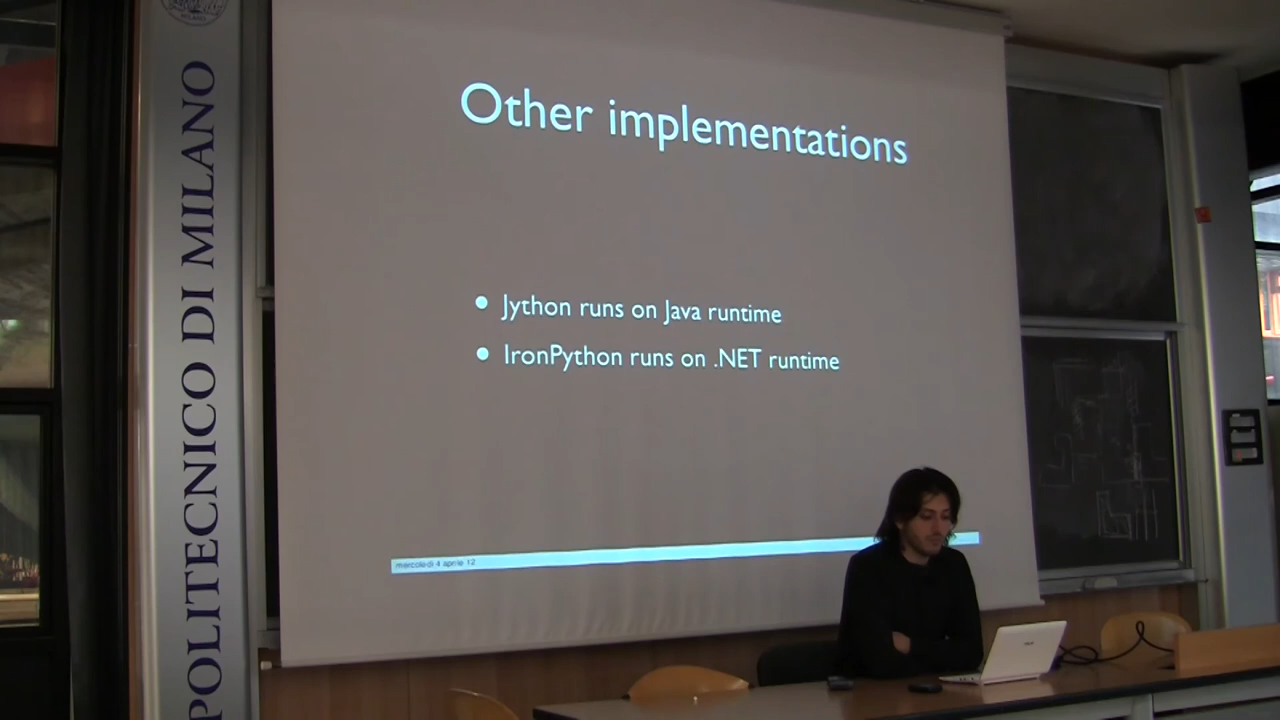 MILANO
POLITECNICO DI MILANO
Other implementations
• Jython runs on Java runtime
• IronPython runs on .NET runtime
mercoledì 4 aprile 12